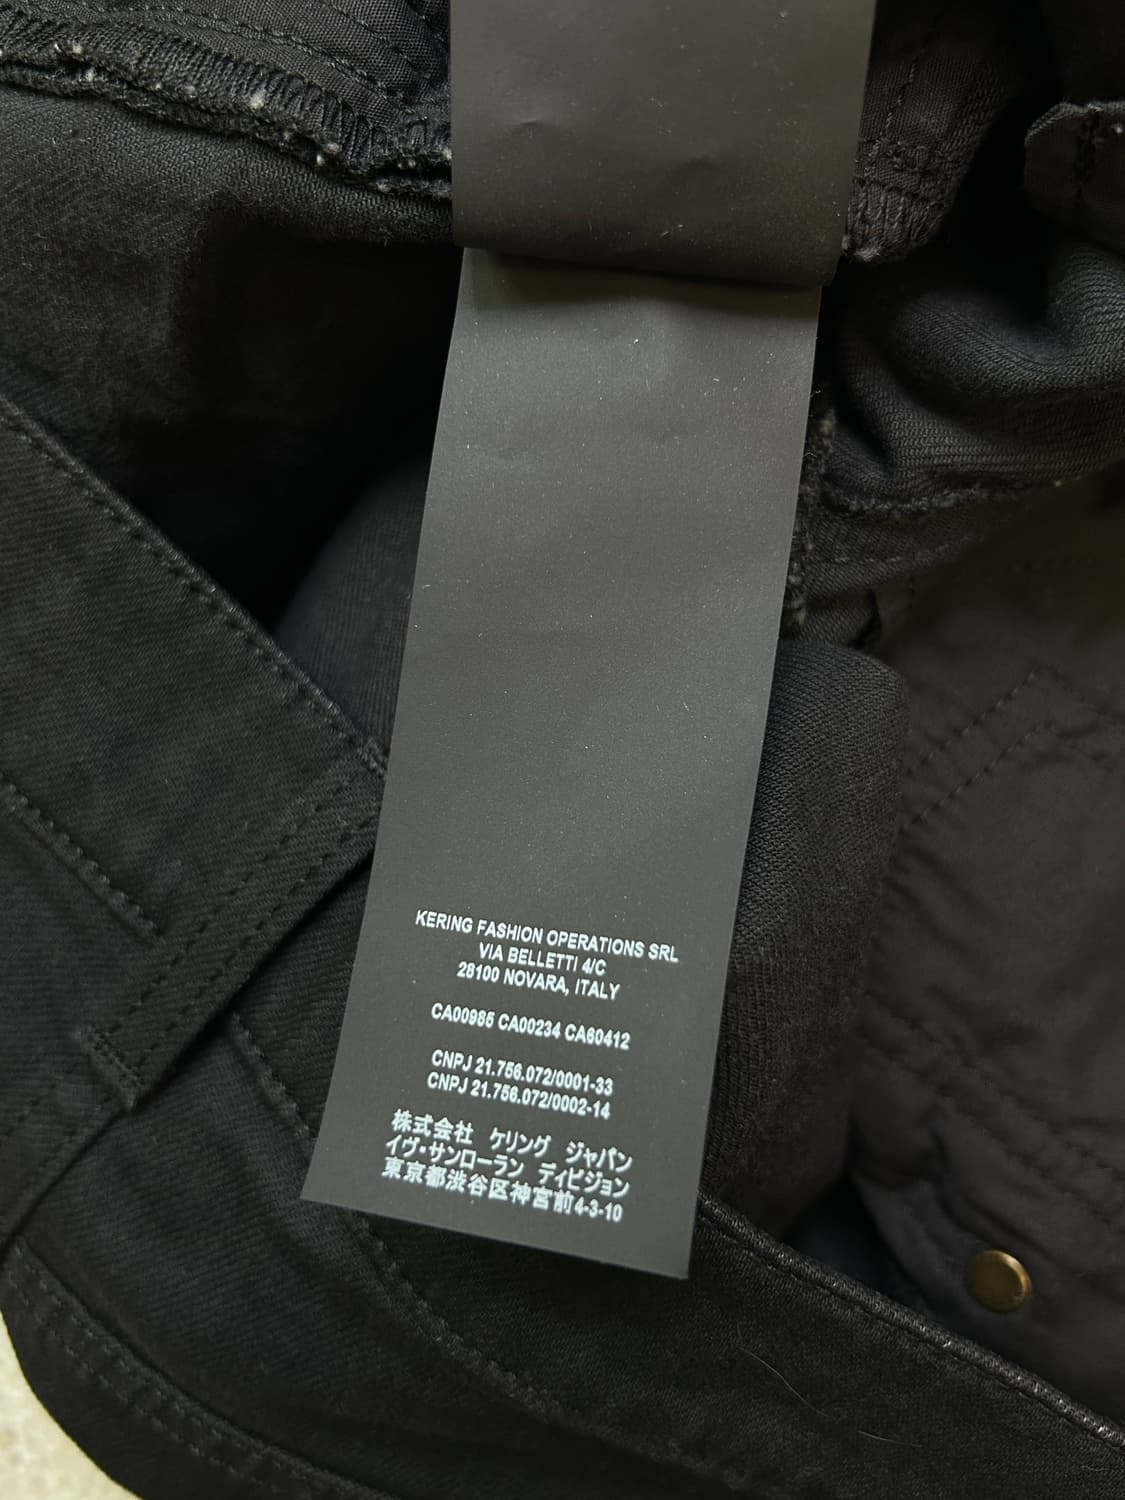 KERING FASHION OPERATIONS SRL
VIA BELLETTI 4/C
28100 NOVARA, ITALY
CA00985 CA00234 CA60412
CNPJ 21.756.072/0001-33
CNPJ 21.756.072/0002-14
株式会社 ケリング ジャパン
イヴ・サンローラン ディビジョン
東京都渋谷区神宮前4-3-10